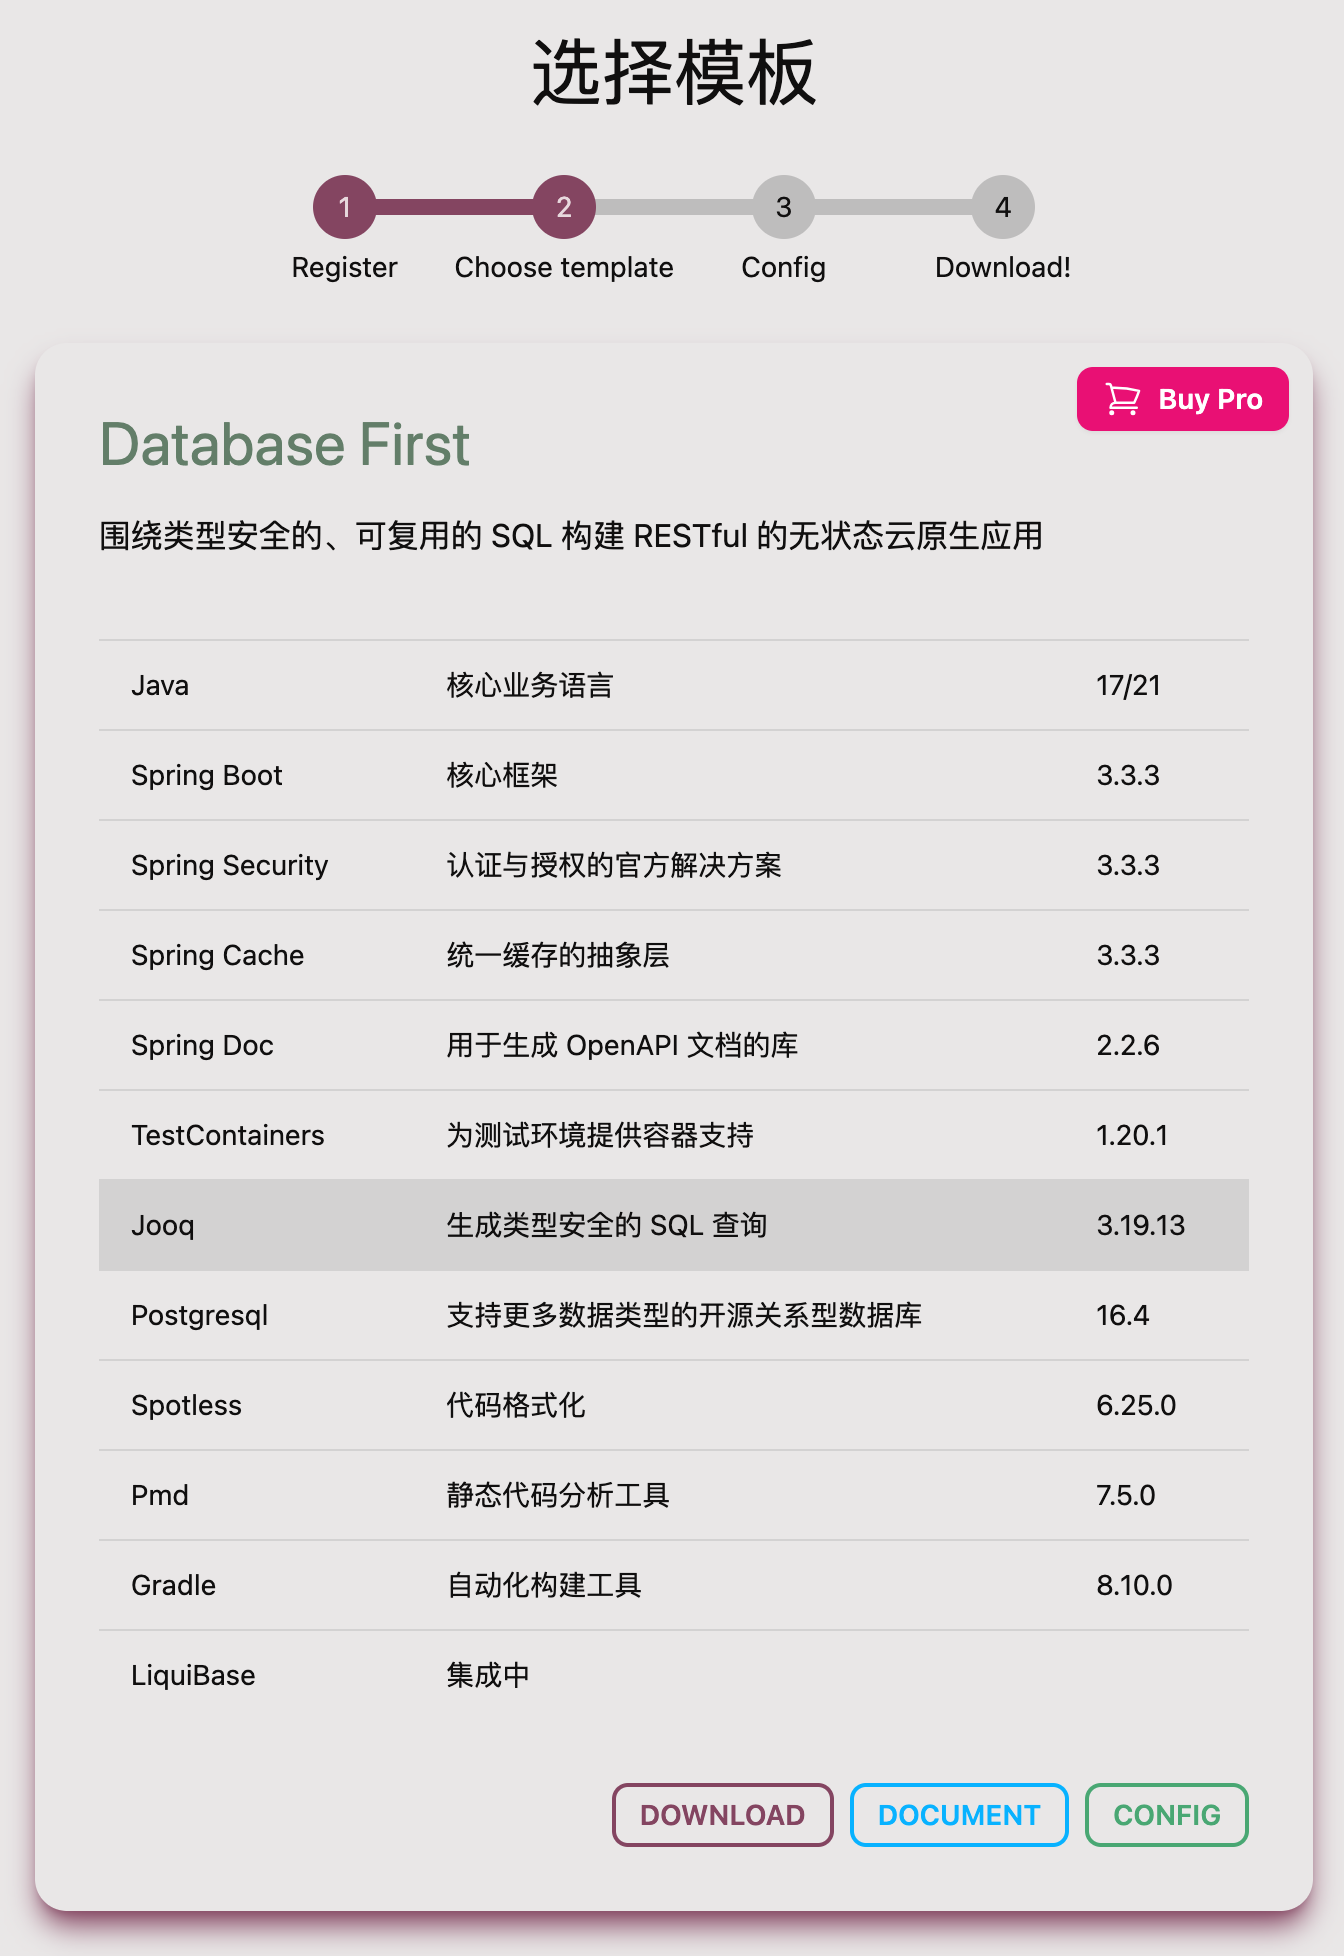 选择模板
1 2 3 4
Register Choose template Config Download!
Buy Pro
Database First
围绕类型安全的、可复用的 SQL 构建 RESTful 的无状态云原生应用
Java 核心业务语言 17/21
Spring Boot 核心框架 3.3.3
Spring Security 认证与授权的官方解决方案 3.3.3
Spring Cache 统一缓存的抽象层 3.3.3
Spring Doc 用于生成 OpenAPI 文档的库 2.2.6
TestContainers 为测试环境提供容器支持 1.20.1
Jooq 生成类型安全的 SQL 查询 3.19.13
Postgresql 支持更多数据类型的开源关系型数据库 16.4
Spotless 代码格式化 6.25.0
Pmd 静态代码分析工具 7.5.0
Gradle 自动化构建工具 8.10.0
LiquiBase 集成中
DOWNLOAD DOCUMENT CONFIG